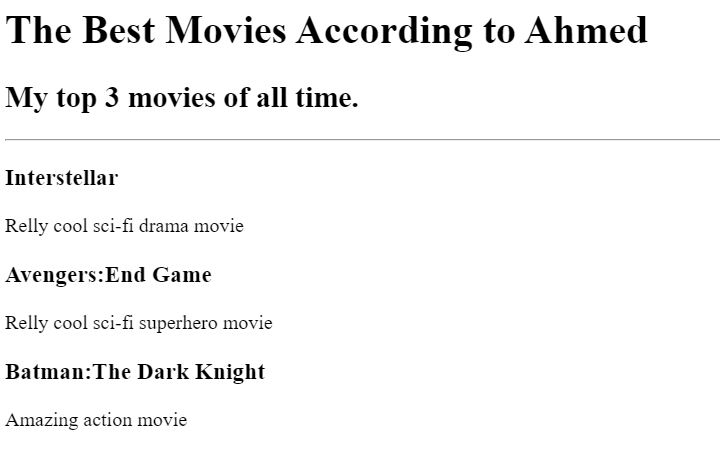 The Best Movies According to Ahmed
My top 3 movies of all time.
Interstellar
Relly cool sci-fi drama movie
Avengers:End Game
Relly cool sci-fi superhero movie
Batman:The Dark Knight
Amazing action movie